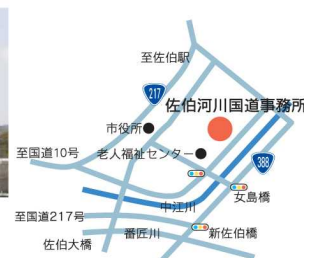 至佐伯駅
217
佐伯河川国道事務所
市役所
至国道10号
老人福祉センター
388
女島橋
中江川
至国道217号
番匠川
新佐伯橋
佐伯大橋